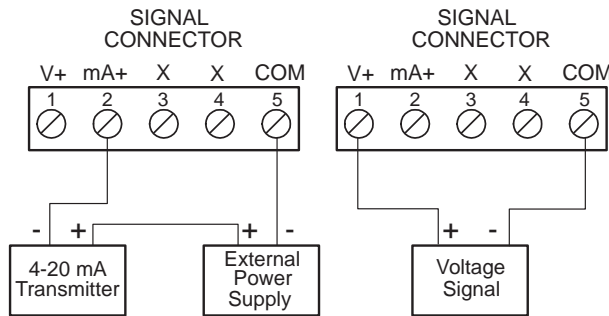 SIGNAL
CONNECTOR
V+ mA+ X X COM
1 2 3 4 5
- + + -
4-20 mA
Transmitter
External
Power
Supply
SIGNAL
CONNECTOR
V+ mA+ X X COM
1 2 3 4 5
+ -
Voltage
Signal